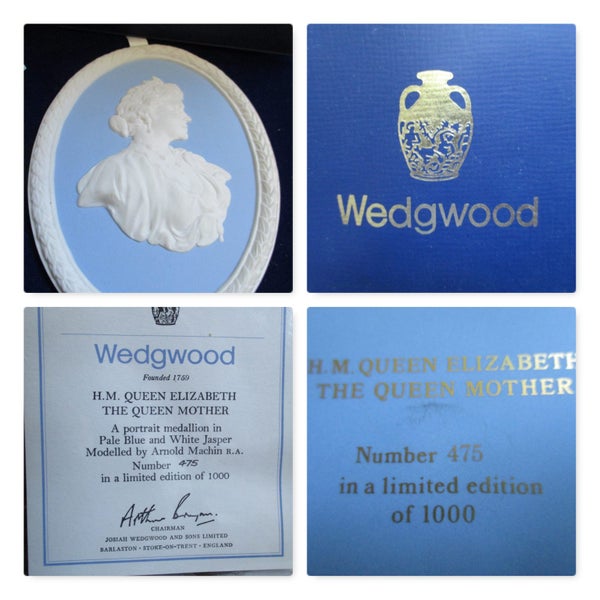 Wedgwood
Wedgwood
Founded 1759
H.M. QUEEN ELIZABETH
THE QUEEN MOTHER
A portrait medallion in
Pale Blue and White Jasper
Modelled by Arnold Machin R.A.
Number 475
in a limited edition of 1000
Arthur Bryan.
CHAIRMAN
JOSIAH WEDGWOOD AND SONS LIMITED
BARLASTON · STOKE-ON-TRENT · ENGLAND
H.M. QUEEN ELIZABETH
THE QUEEN MOTHER
Number 475
in a limited edition
of 1000